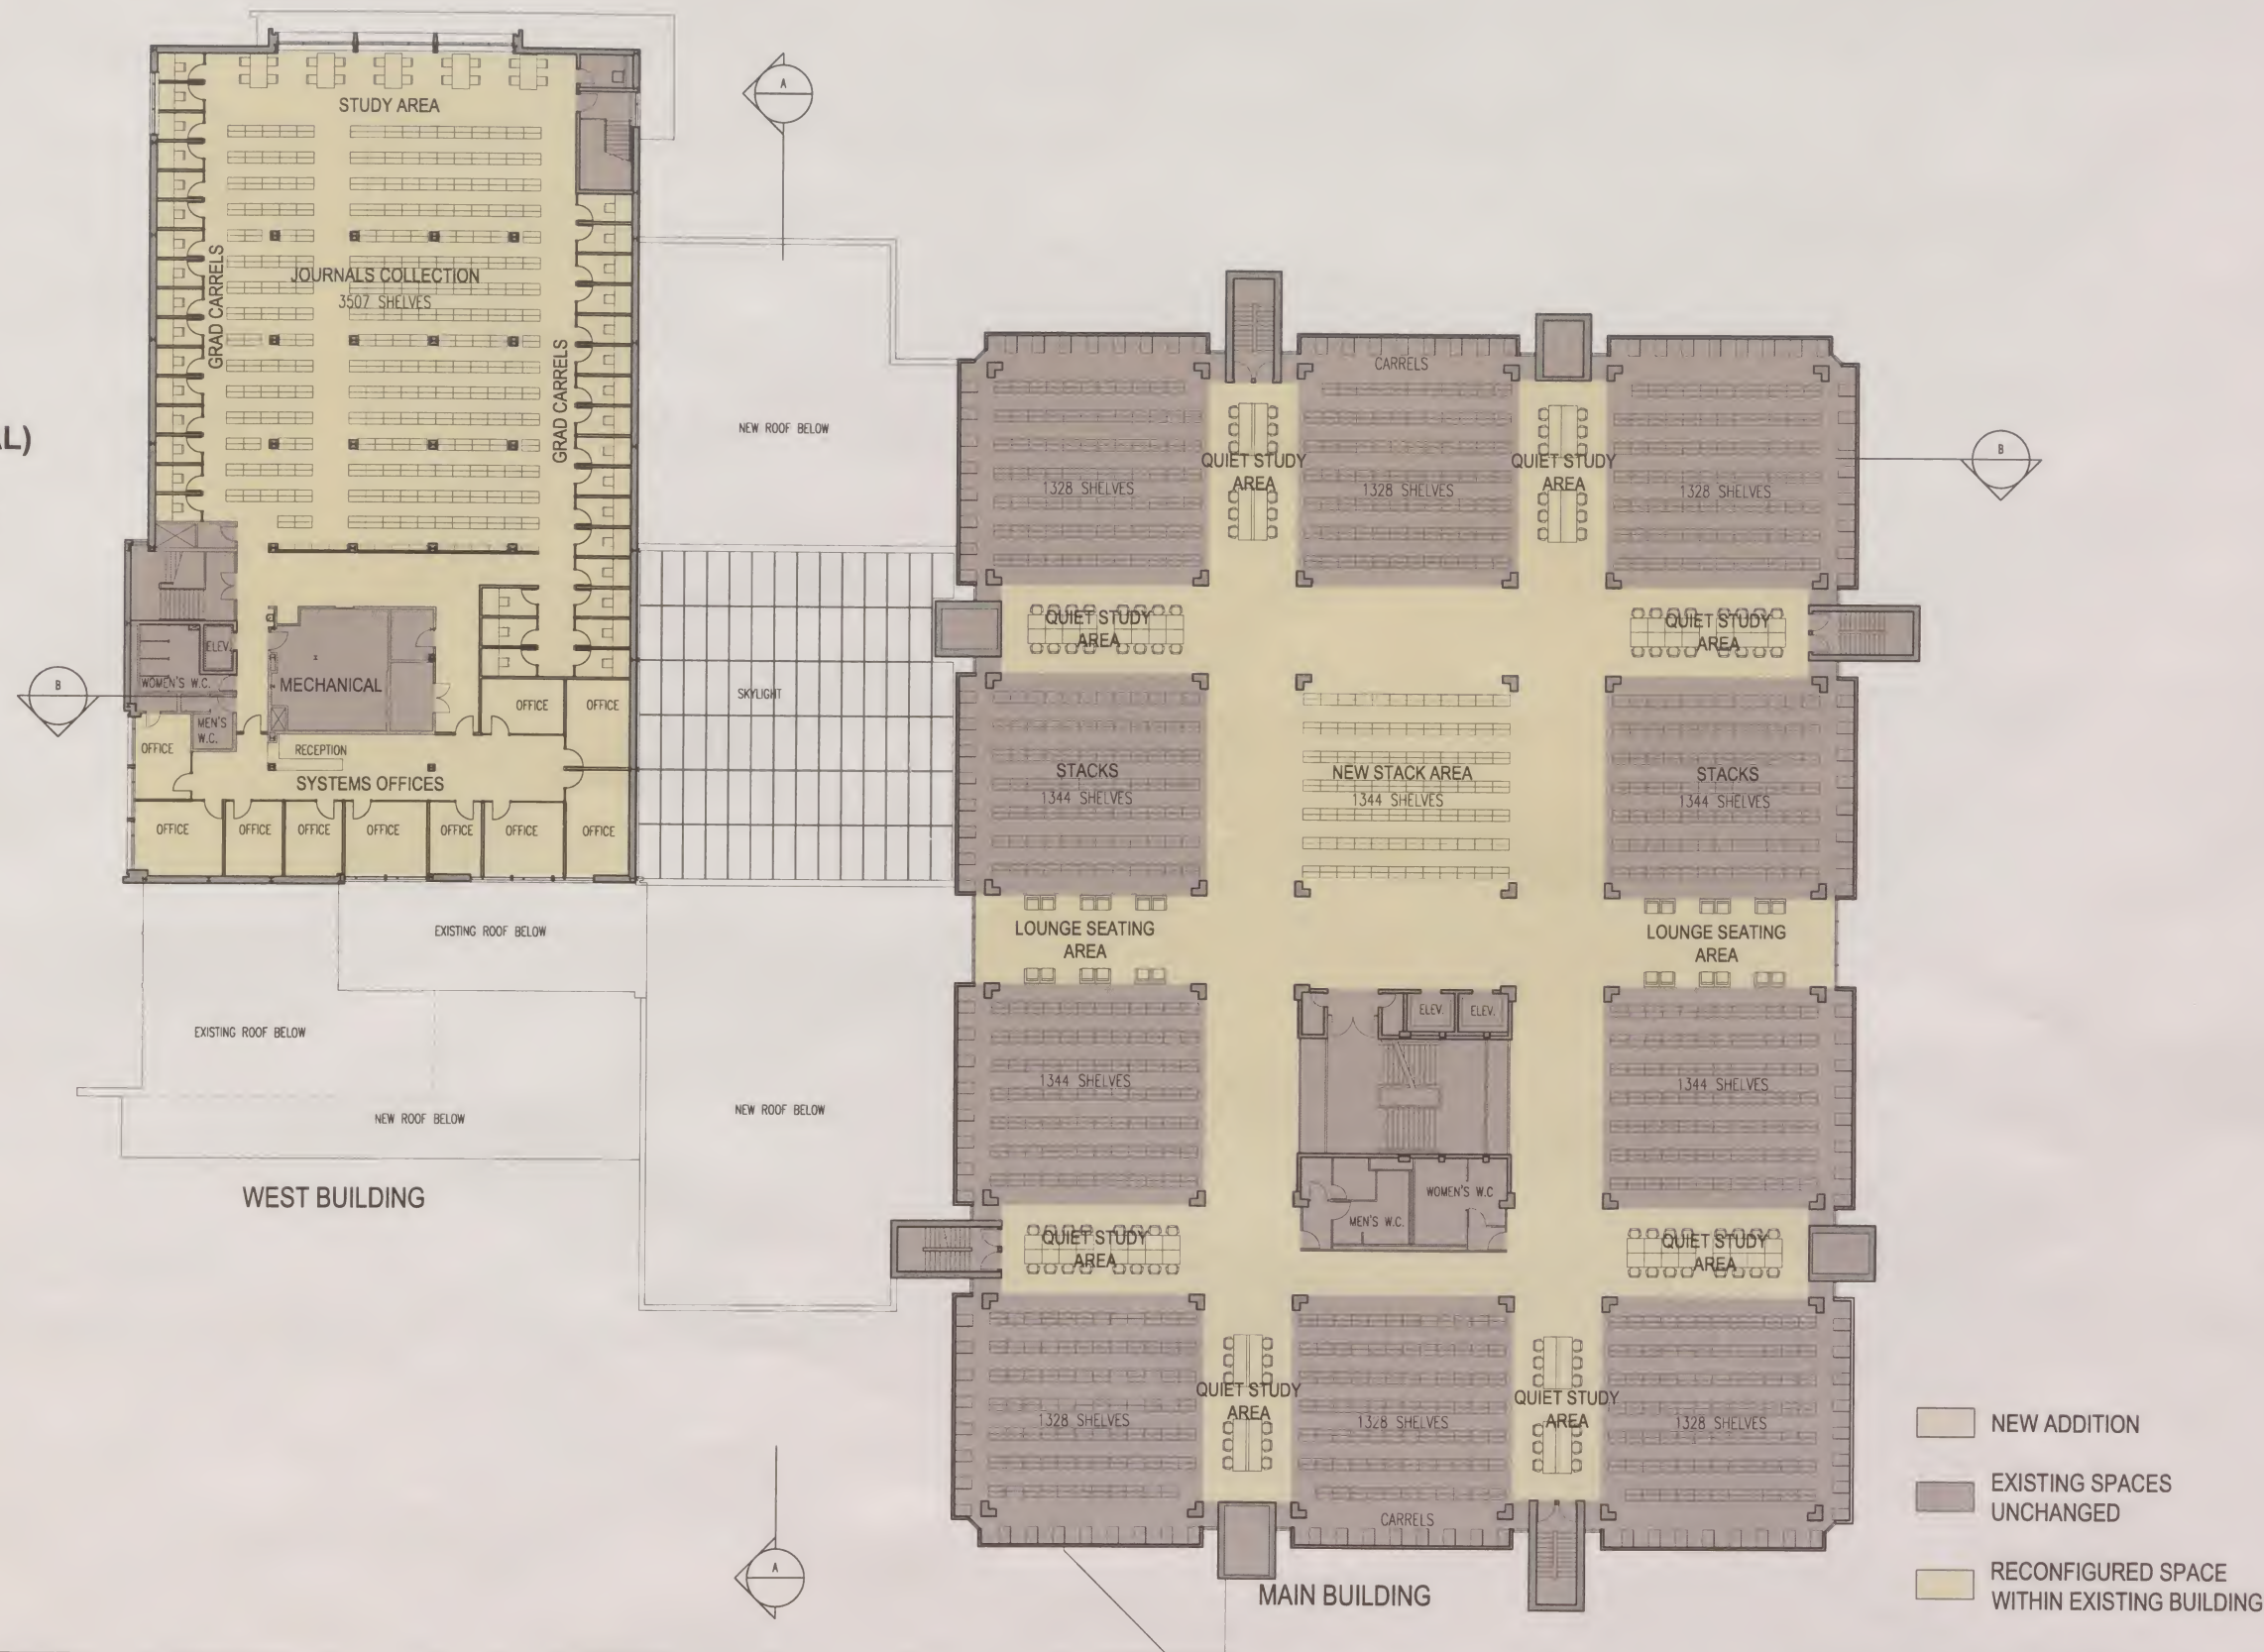 AL)
A
STUDY AREA
JOURNALS COLLECTION
3507 SHELVES
GRAD CARRELS
GRAD CARRELS
WOMEN'S W.C.
ELEV.
MEN'S
W.C.
MECHANICAL
B
OFFICE
OFFICE
OFFICE
RECEPTION
SYSTEMS OFFICES
OFFICE
OFFICE
OFFICE
OFFICE
OFFICE
OFFICE
OFFICE
NEW ROOF BELOW
SKYLIGHT
EXISTING ROOF BELOW
EXISTING ROOF BELOW
NEW ROOF BELOW
NEW ROOF BELOW
WEST BUILDING
A
CARRELS
QUIET STUDY
AREA
QUIET STUDY
AREA
1328 SHELVES
1328 SHELVES
1328 SHELVES
B
QUIET STUDY
AREA
QUIET STUDY
AREA
STACKS
1344 SHELVES
NEW STACK AREA
1344 SHELVES
STACKS
1344 SHELVES
LOUNGE SEATING
AREA
LOUNGE SEATING
AREA
ELEV.
ELEV.
1344 SHELVES
1344 SHELVES
MEN'S W.C.
WOMEN'S W.C
QUIET STUDY
AREA
QUIET STUDY
AREA
QUIET STUDY
AREA
QUIET STUDY
AREA
1328 SHELVES
1328 SHELVES
1328 SHELVES
CARRELS
MAIN BUILDING
NEW ADDITION
EXISTING SPACES
UNCHANGED
RECONFIGURED SPACE
WITHIN EXISTING BUILDING